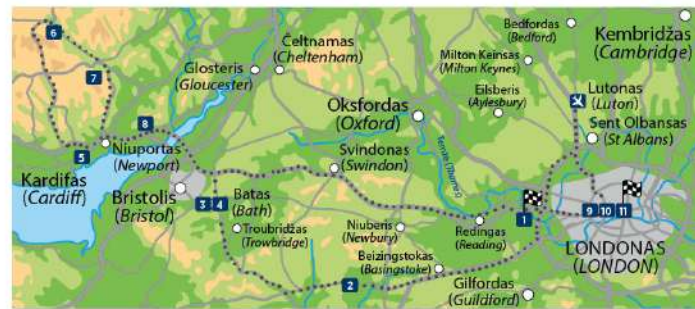 Bedfordas
(Bedford)
Kembridžas
(Cambridge)
6
Čeltnamas
(Cheltenham)
Milton Keinsas
(Milton Keynes)
7
Glosteris
(Gloucester)
Lutonas
(Luton)
Eilsberis
(Aylesbury)
Oksfordas
(Oxford)
Sent Olbansas
(St Albans)
8
Niuportas
(Newport)
5
Svindonas
(Swindon)
Temzė (Thames)
Kardifas
(Cardiff)
Bristolis
(Bristol)
3 4
Batas
(Bath)
Troubridžas
(Trowbridge)
Niuberis
(Newbury)
Redingas
(Reading)
1
9 10 11
Beizingstokas
(Basingstoke)
LONDONAS
(LONDON)
2
Gilfordas
(Guildford)